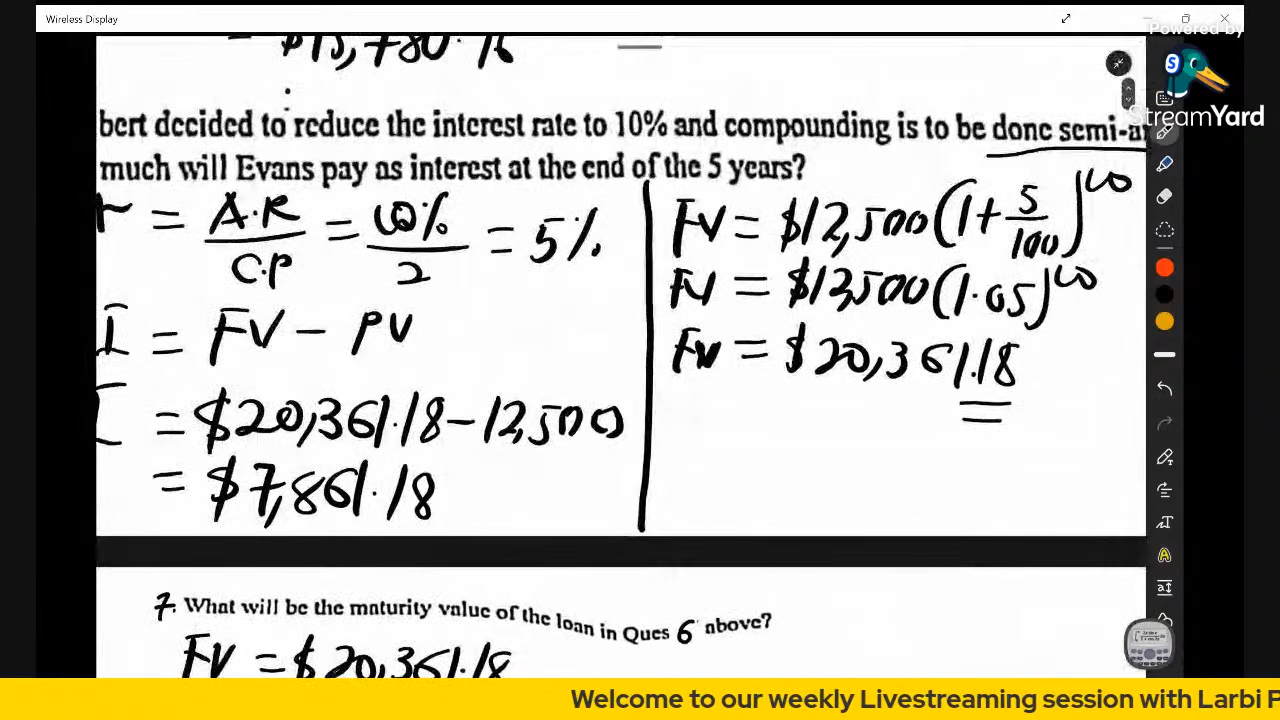 Wireless Display
Powered by
StreamYard
= $15,780.16
bert decided to reduce the interest rate to 10% and compounding is to be done semi-an
much will Evans pay as interest at the end of the 5 years?
r = A.R/C.P = 10%/2 = 5%
I = FV - PV
I = $20,361.18 - 12,500
= $7,861.18
FV = $12,500(1+5/100)^10
FV = $12,500(1.05)^10
FV = $20,361.18
7. What will be the maturity value of the loan in Ques 6 above?
FV = $20,361.18
Welcome to our weekly Livestreaming session with Larbi P